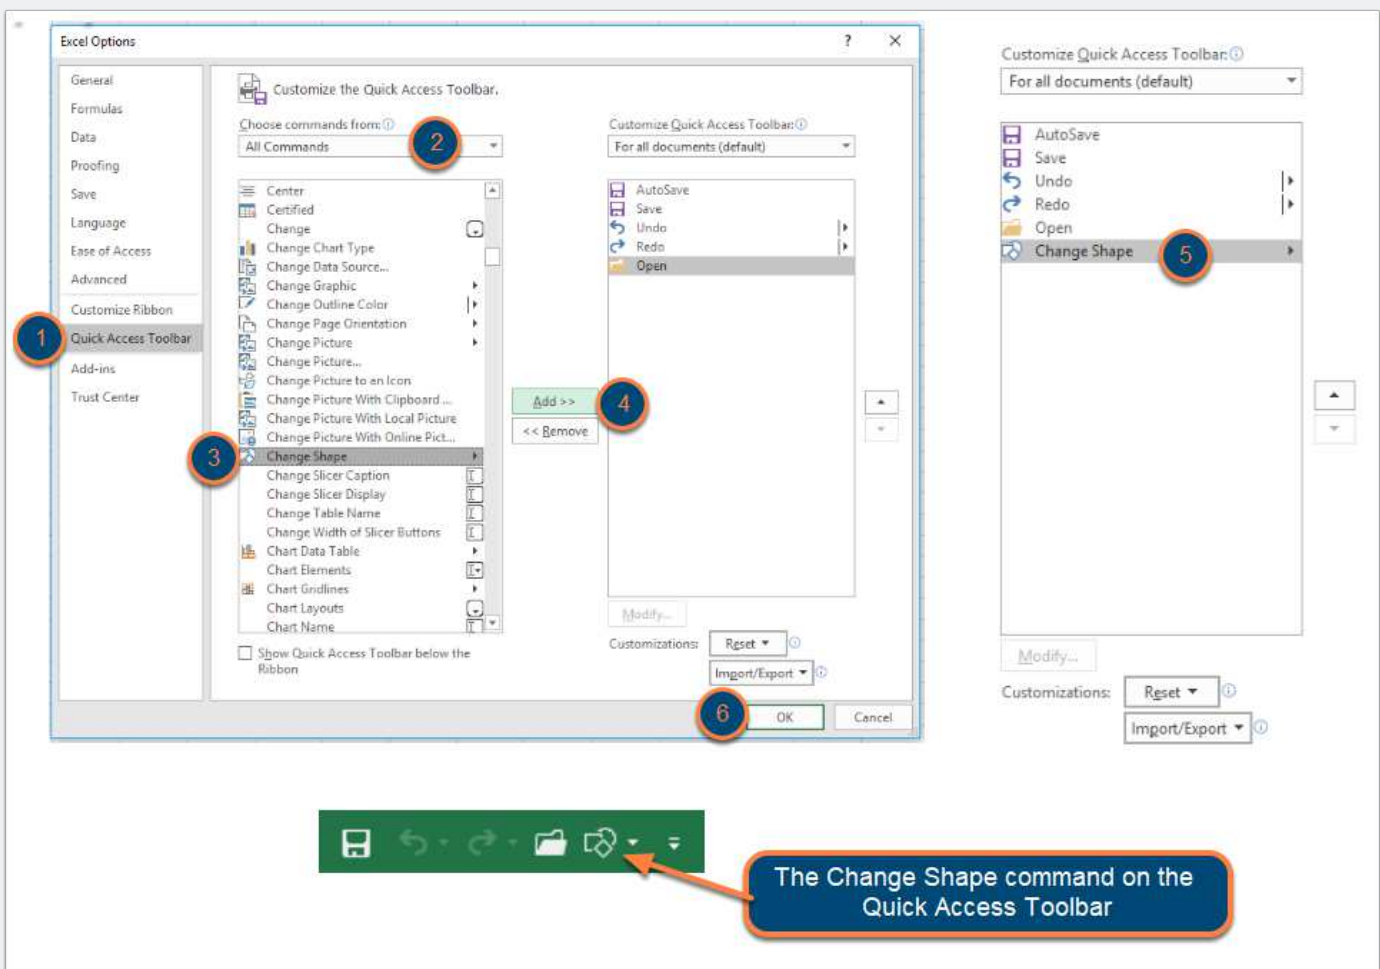 Excel Options
?
×
General
Formulas
Data
Proofing
Save
Language
Ease of Access
Advanced
Customize Ribbon
1
Quick Access Toolbar
Add-ins
Trust Center
Customize the Quick Access Toolbar.
Choose commands from:
2
All Commands
Center
Certified
Change
Change Chart Type
Change Data Source...
Change Graphic
Change Outline Color
Change Page Orientation
Change Picture
Change Picture...
Change Picture to an Icon
Change Picture With Clipboard ...
Change Picture With Local Picture
Change Picture With Online Pict...
3
Change Shape
Change Slicer Caption
Change Slicer Display
Change Table Name
Change Width of Slicer Buttons
Chart Data Table
Chart Elements
Chart Gridlines
Chart Layouts
Chart Name
Show Quick Access Toolbar below the
Ribbon
Add >>
4
<< Remove
Customize Quick Access Toolbar:
For all documents (default)
AutoSave
Save
Undo
Redo
Open
Modify...
Customizations:
Reset
Import/Export
6
OK
Cancel
Customize Quick Access Toolbar:
For all documents (default)
AutoSave
Save
Undo
Redo
Open
Change Shape
5
Modify...
Customizations:
Reset
Import/Export
The Change Shape command on the
Quick Access Toolbar